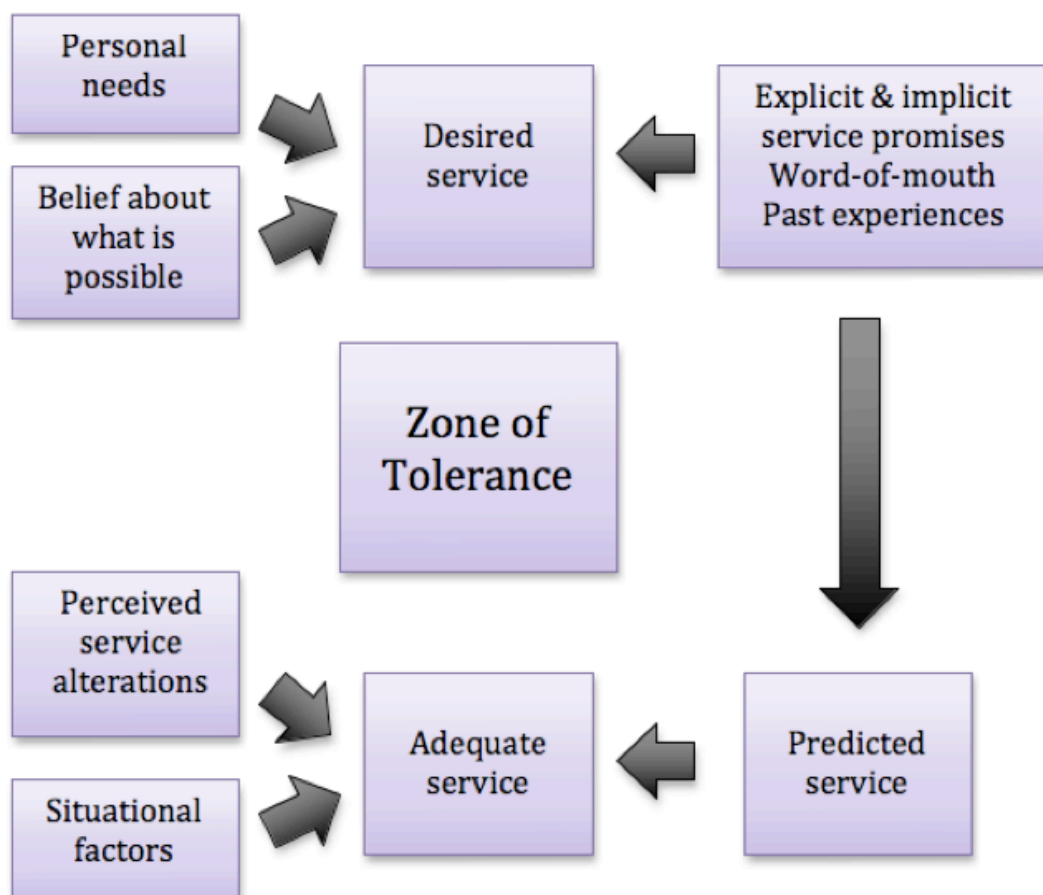 Personal
needs
Belief about
what is
possible
Desired
service
Explicit & implicit
service promises
Word-of-mouth
Past experiences
Zone of
Tolerance
Perceived
service
alterations
Situational
factors
Adequate
service
Predicted
service